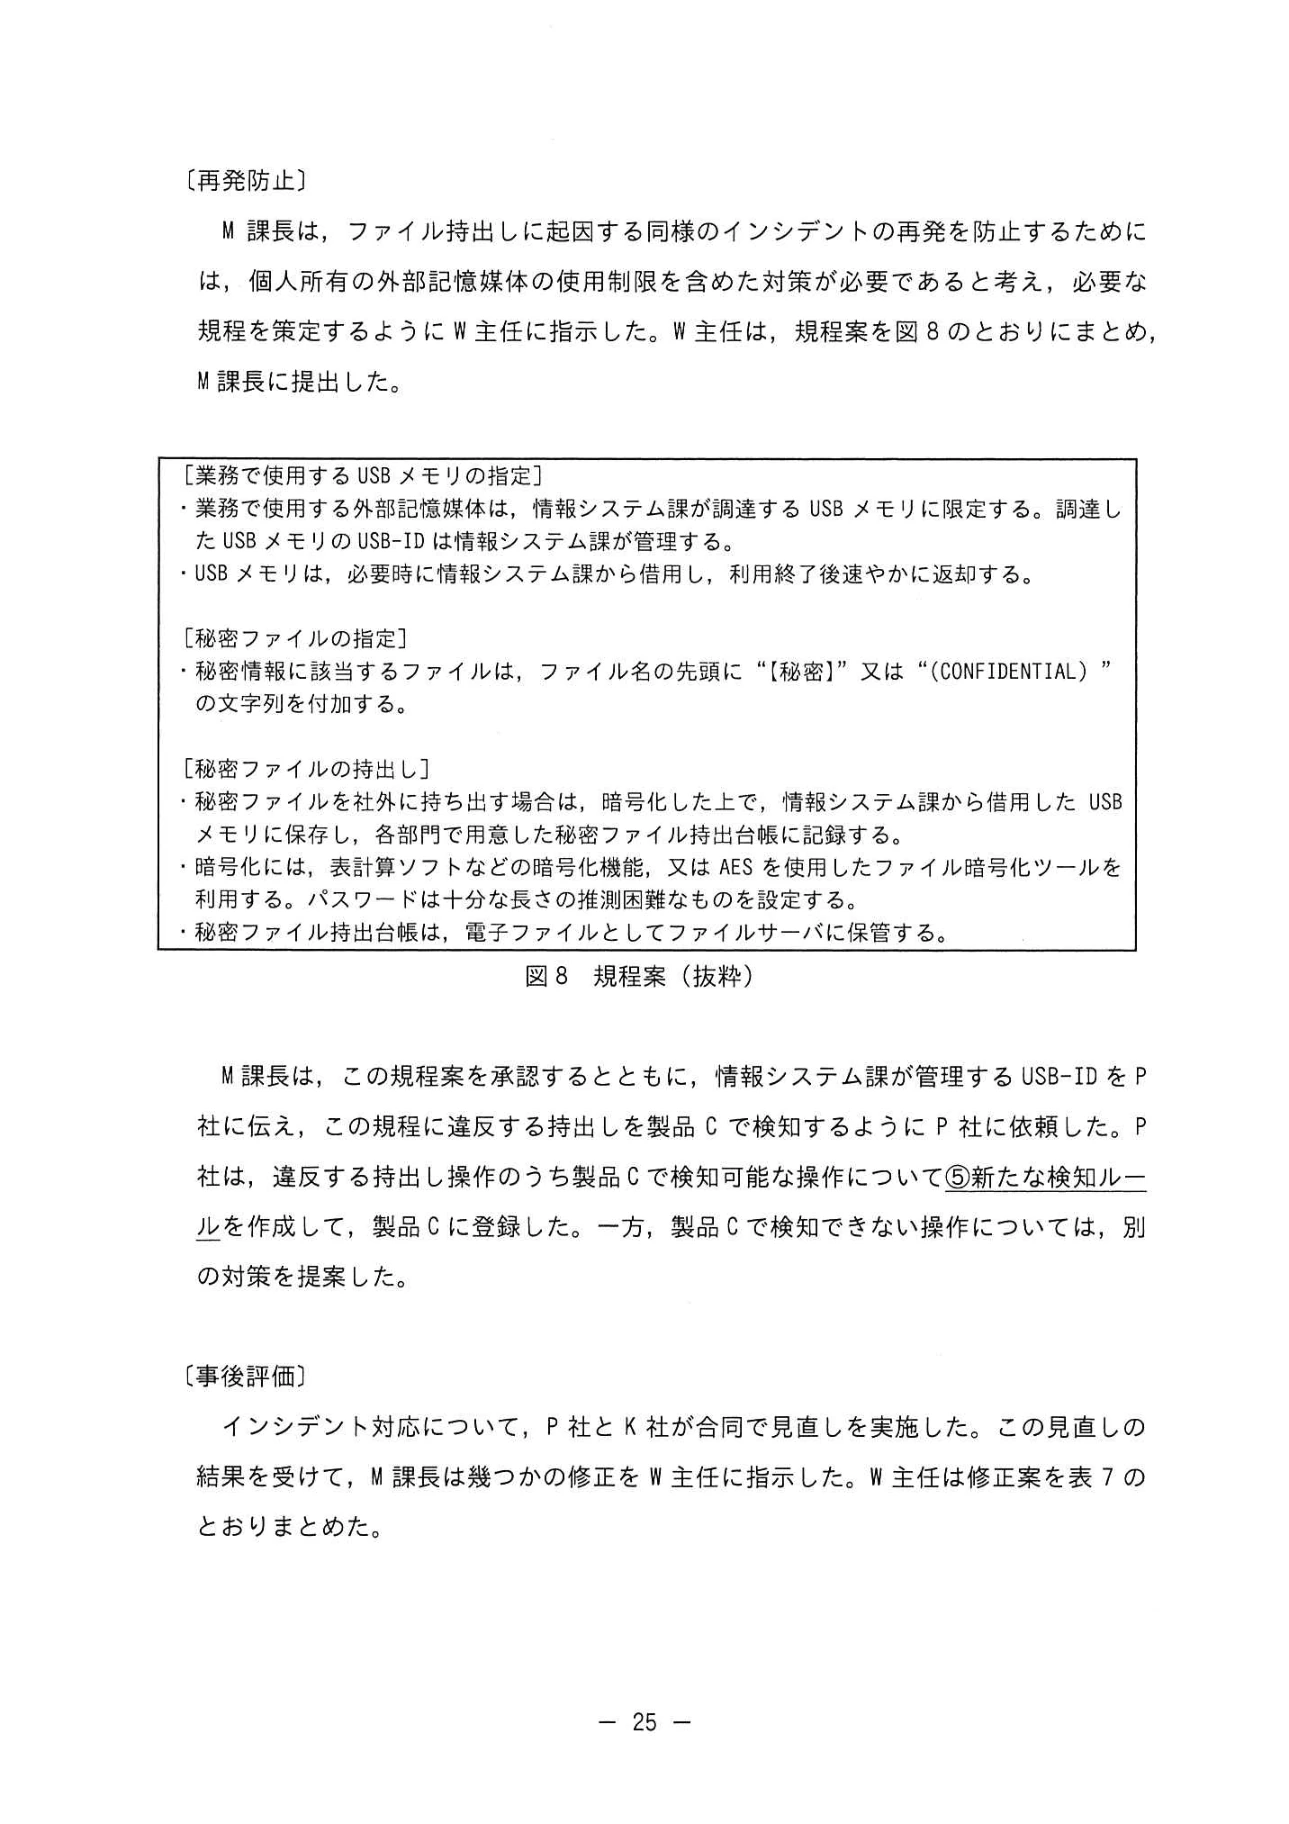 〔再発防止〕
M 課長は，ファイル持出しに起因する同様のインシデントの再発を防止するために
は，個人所有の外部記憶媒体の使用制限を含めた対策が必要であると考え，必要な
規程を策定するように W 主任に指示した。W 主任は，規程案を図 8 のとおりにまとめ，
M 課長に提出した。
［業務で使用する USB メモリの指定］
・業務で使用する外部記憶媒体は，情報システム課が調達する USB メモリに限定する。調達し
た USB メモリの USB-ID は情報システム課が管理する。
・USB メモリは，必要時に情報システム課から借用し，利用終了後速やかに返却する。
［秘密ファイルの指定］
・秘密情報に該当するファイルは，ファイル名の先頭に “【秘密】” 又は “(CONFIDENTIAL) ”
の文字列を付加する。
［秘密ファイルの持出し］
・秘密ファイルを社外に持ち出す場合は，暗号化した上で，情報システム課から借用した USB
メモリに保存し，各部門で用意した秘密ファイル持出台帳に記録する。
・暗号化には，表計算ソフトなどの暗号化機能，又は AES を使用したファイル暗号化ツールを
利用する。パスワードは十分な長さの推測困難なものを設定する。
・秘密ファイル持出台帳は，電子ファイルとしてファイルサーバに保管する。
図 8 規程案（抜粋）
M 課長は，この規程案を承認するとともに，情報システム課が管理する USB-ID を P
社に伝え，この規程に違反する持出しを製品 C で検知するように P 社に依頼した。P
社は，違反する持出し操作のうち製品 C で検知可能な操作について⑤新たな検知ルー
ルを作成して，製品 C に登録した。一方，製品 C で検知できない操作については，別
の対策を提案した。
〔事後評価〕
インシデント対応について，P 社と K 社が合同で見直しを実施した。この見直しの
結果を受けて，M 課長は幾つかの修正を W 主任に指示した。W 主任は修正案を表 7 の
とおりまとめた。
－ 25 －